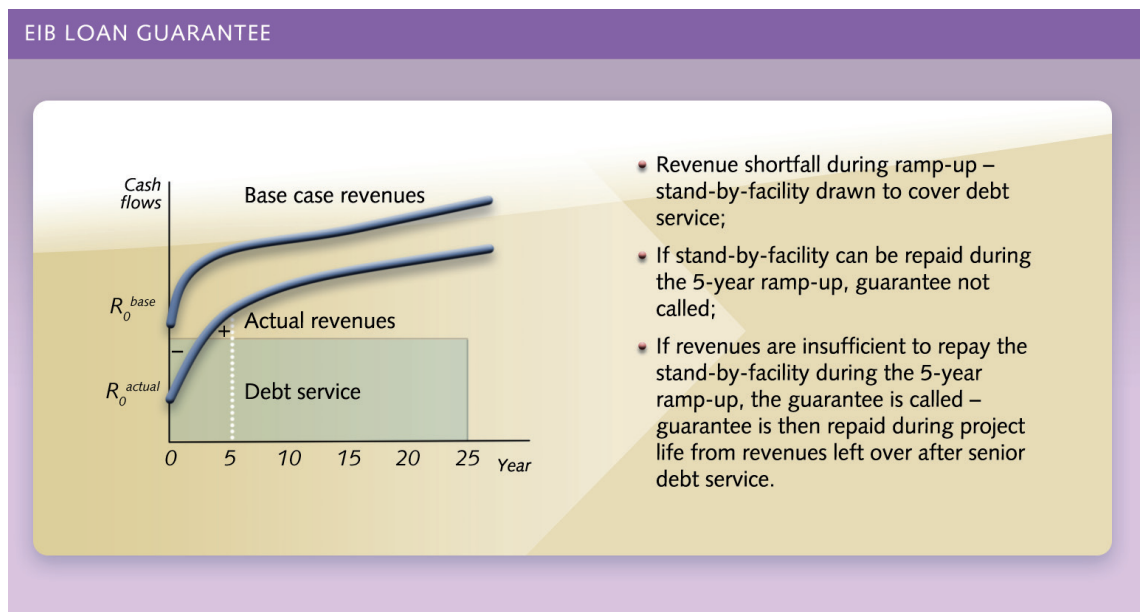 EIB LOAN GUARANTEE
Cash
flows
Base case revenues
R₀ᵇᵃˢᵉ
Actual revenues
+
−
R₀ᵃᶜᵗᵘᵃˡ
Debt service
0 5 10 15 20 25 Year
Revenue shortfall during ramp-up –
stand-by-facility drawn to cover debt
service;
If stand-by-facility can be repaid during
the 5-year ramp-up, guarantee not
called;
If revenues are insufficient to repay the
stand-by-facility during the 5-year
ramp-up, the guarantee is called –
guarantee is then repaid during project
life from revenues left over after senior
debt service.